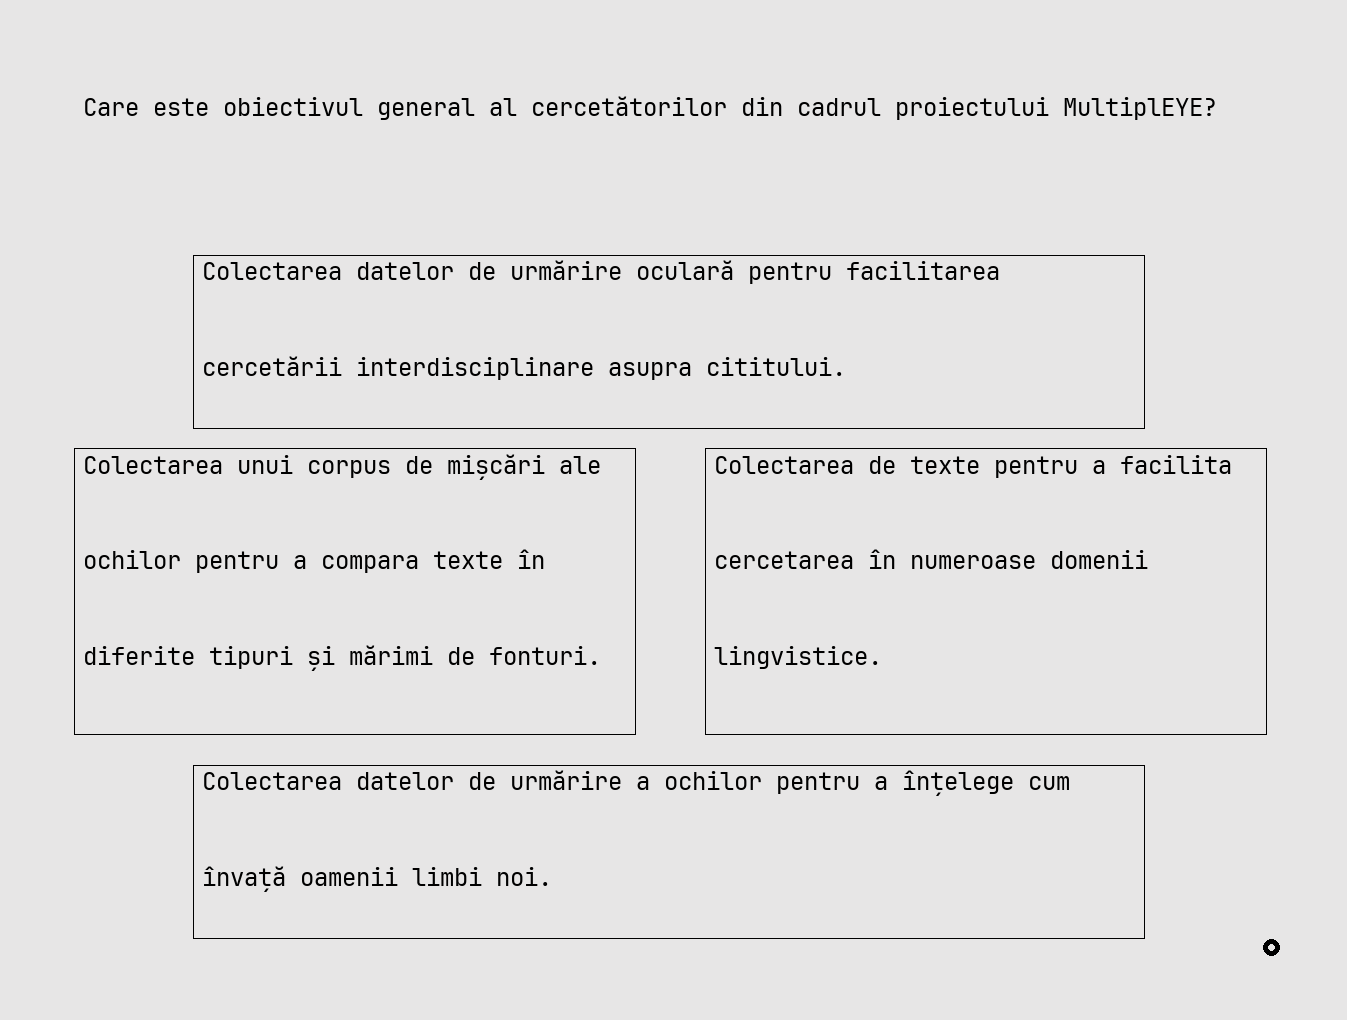 Care este obiectivul general al cercetătorilor din cadrul proiectului MultiplEYE?
Colectarea datelor de urmărire oculară pentru facilitarea
cercetării interdisciplinare asupra cititului.
Colectarea unui corpus de mișcări ale
ochilor pentru a compara texte în
diferite tipuri și mărimi de fonturi.
Colectarea de texte pentru a facilita
cercetarea în numeroase domenii
lingvistice.
Colectarea datelor de urmărire a ochilor pentru a înțelege cum
învață oamenii limbi noi.